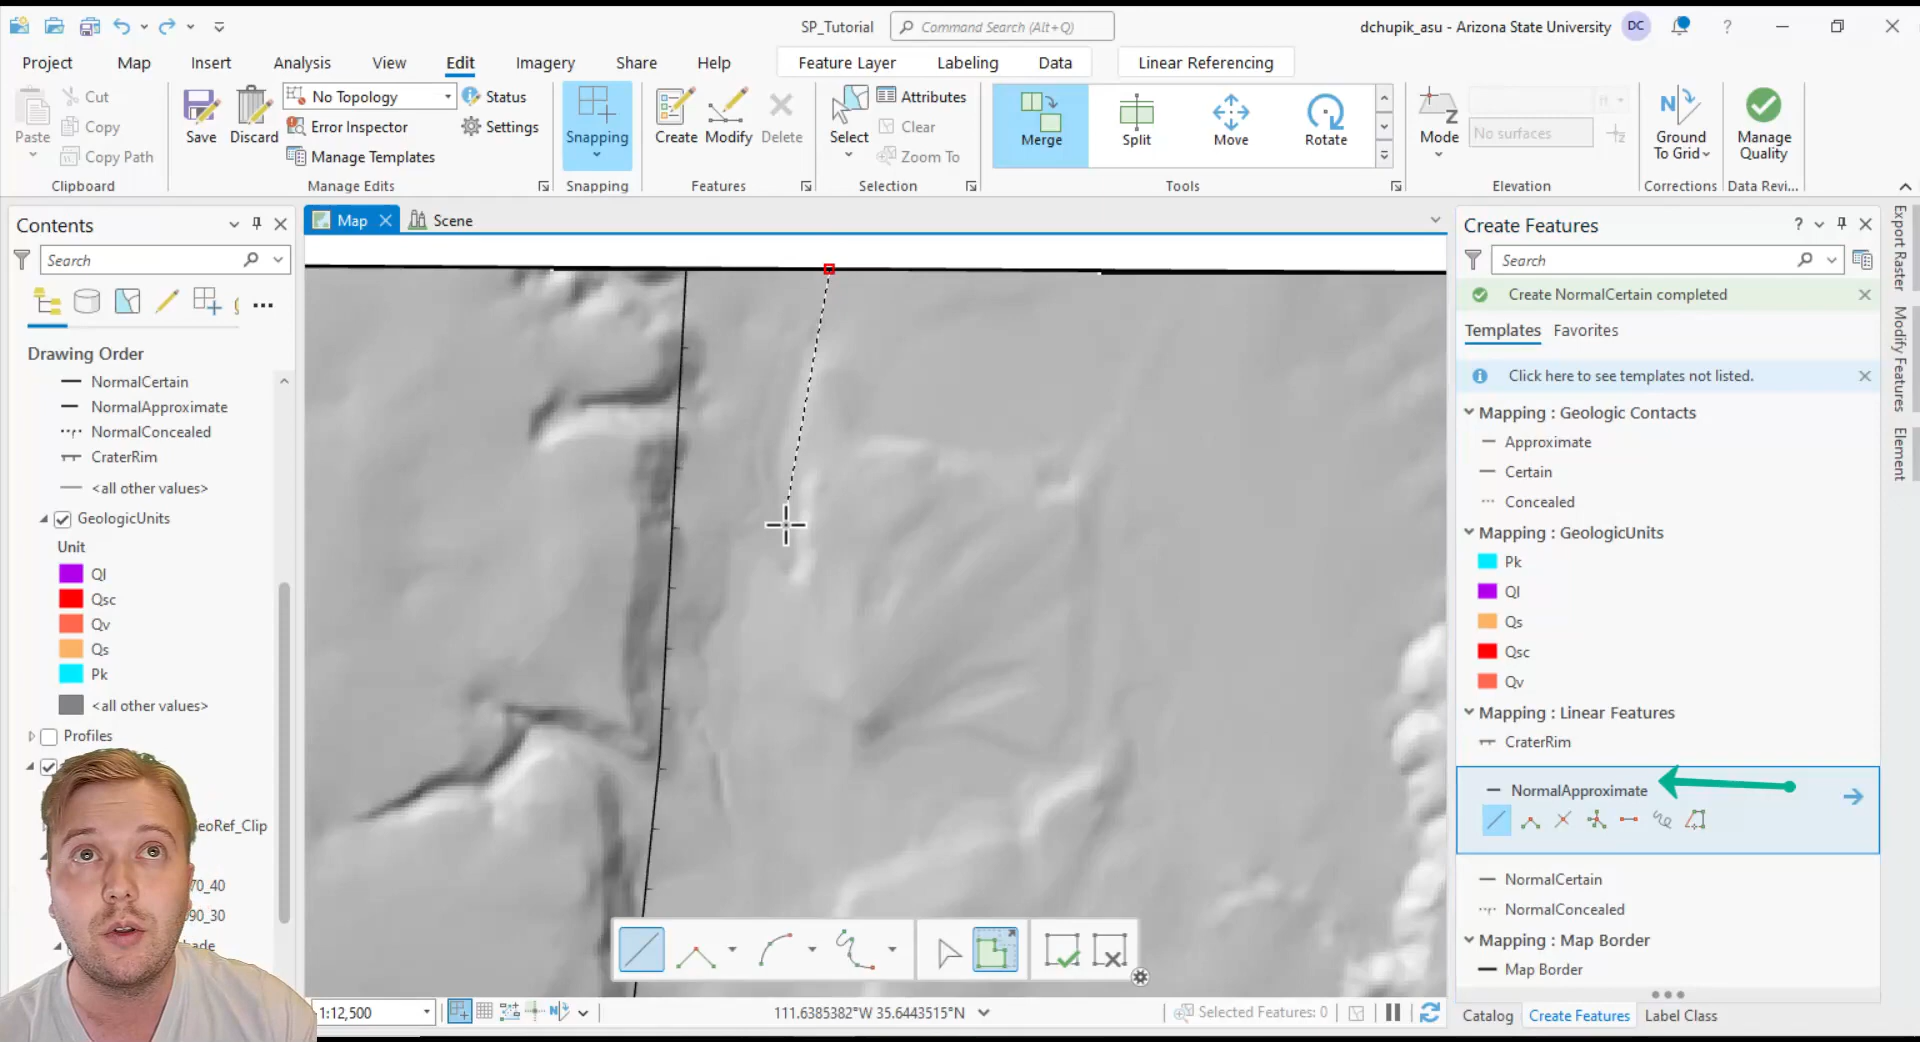 SP_Tutorial
Command Search (Alt+Q)
dchupik_asu - Arizona State University
DC
?
Project
Map
Insert
Analysis
View
Edit
Imagery
Share
Help
Feature Layer
Labeling
Data
Linear Referencing
Paste
Cut
Copy
Copy Path
Clipboard
Save
Discard
No Topology
Error Inspector
Manage Templates
Status
Settings
Manage Edits
Snapping
Snapping
Create
Modify
Delete
Features
Select
Attributes
Clear
Zoom To
Selection
Merge
Split
Move
Rotate
Tools
Mode
No surfaces
Elevation
Ground
To Grid
Corrections
Manage
Quality
Data Revi...
Contents
Search
Drawing Order
NormalCertain
NormalApproximate
NormalConcealed
CraterRim
<all other values>
GeologicUnits
Unit
Ql
Qsc
Qv
Qs
Pk
<all other values>
Profiles
eoRef_Clip
70_40
090_30
ade
Map
Scene
1:12,500
111.6385382°W 35.6443515°N
Selected Features: 0
Create Features
?
Search
Create NormalCertain completed
Templates
Favorites
Click here to see templates not listed.
Mapping : Geologic Contacts
Approximate
Certain
Concealed
Mapping : GeologicUnits
Pk
Ql
Qs
Qsc
Qv
Mapping : Linear Features
CraterRim
NormalApproximate
NormalCertain
NormalConcealed
Mapping : Map Border
Map Border
Catalog
Create Features
Label Class
Export Raster
Modify Features
Element